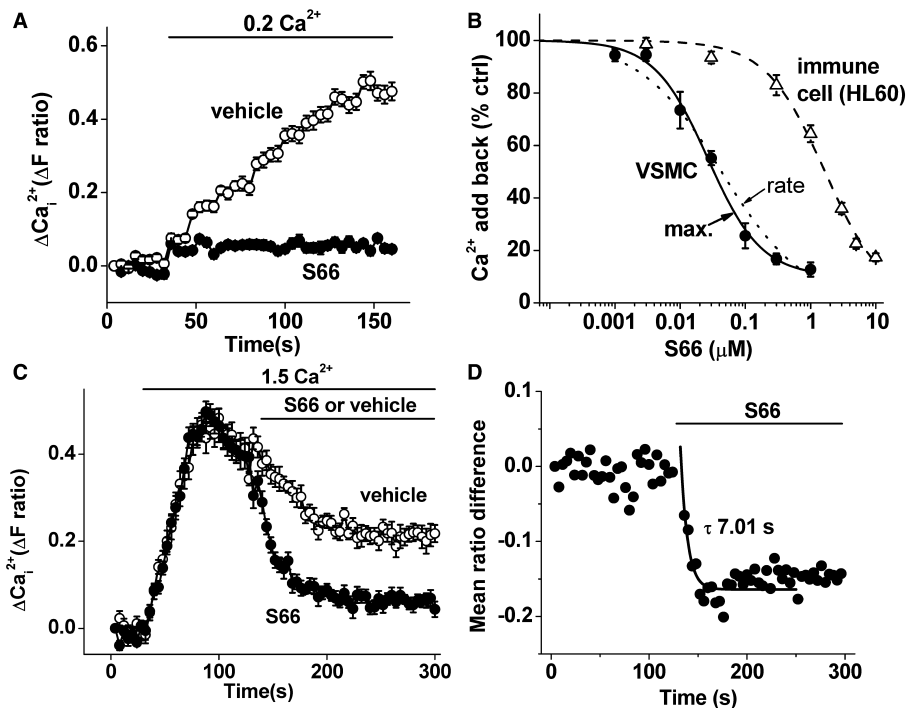 A
0.2 Ca2+
vehicle
S66
ΔCai2+(ΔF ratio)
0.6
0.4
0.2
0.0
0
50
100
150
Time(s)
B
immune
cell (HL60)
VSMC
rate
max.
Ca2+ add back (% ctrl)
100
80
60
40
20
0
0.001
0.01
0.1
1
10
S66 (μM)
C
1.5 Ca2+
S66 or vehicle
vehicle
S66
ΔCai2+(ΔF ratio)
0.4
0.2
0.0
0
100
200
300
Time(s)
D
S66
τ 7.01 s
Mean ratio difference
0.1
0.0
-0.1
-0.2
0
100
200
300
Time (s)